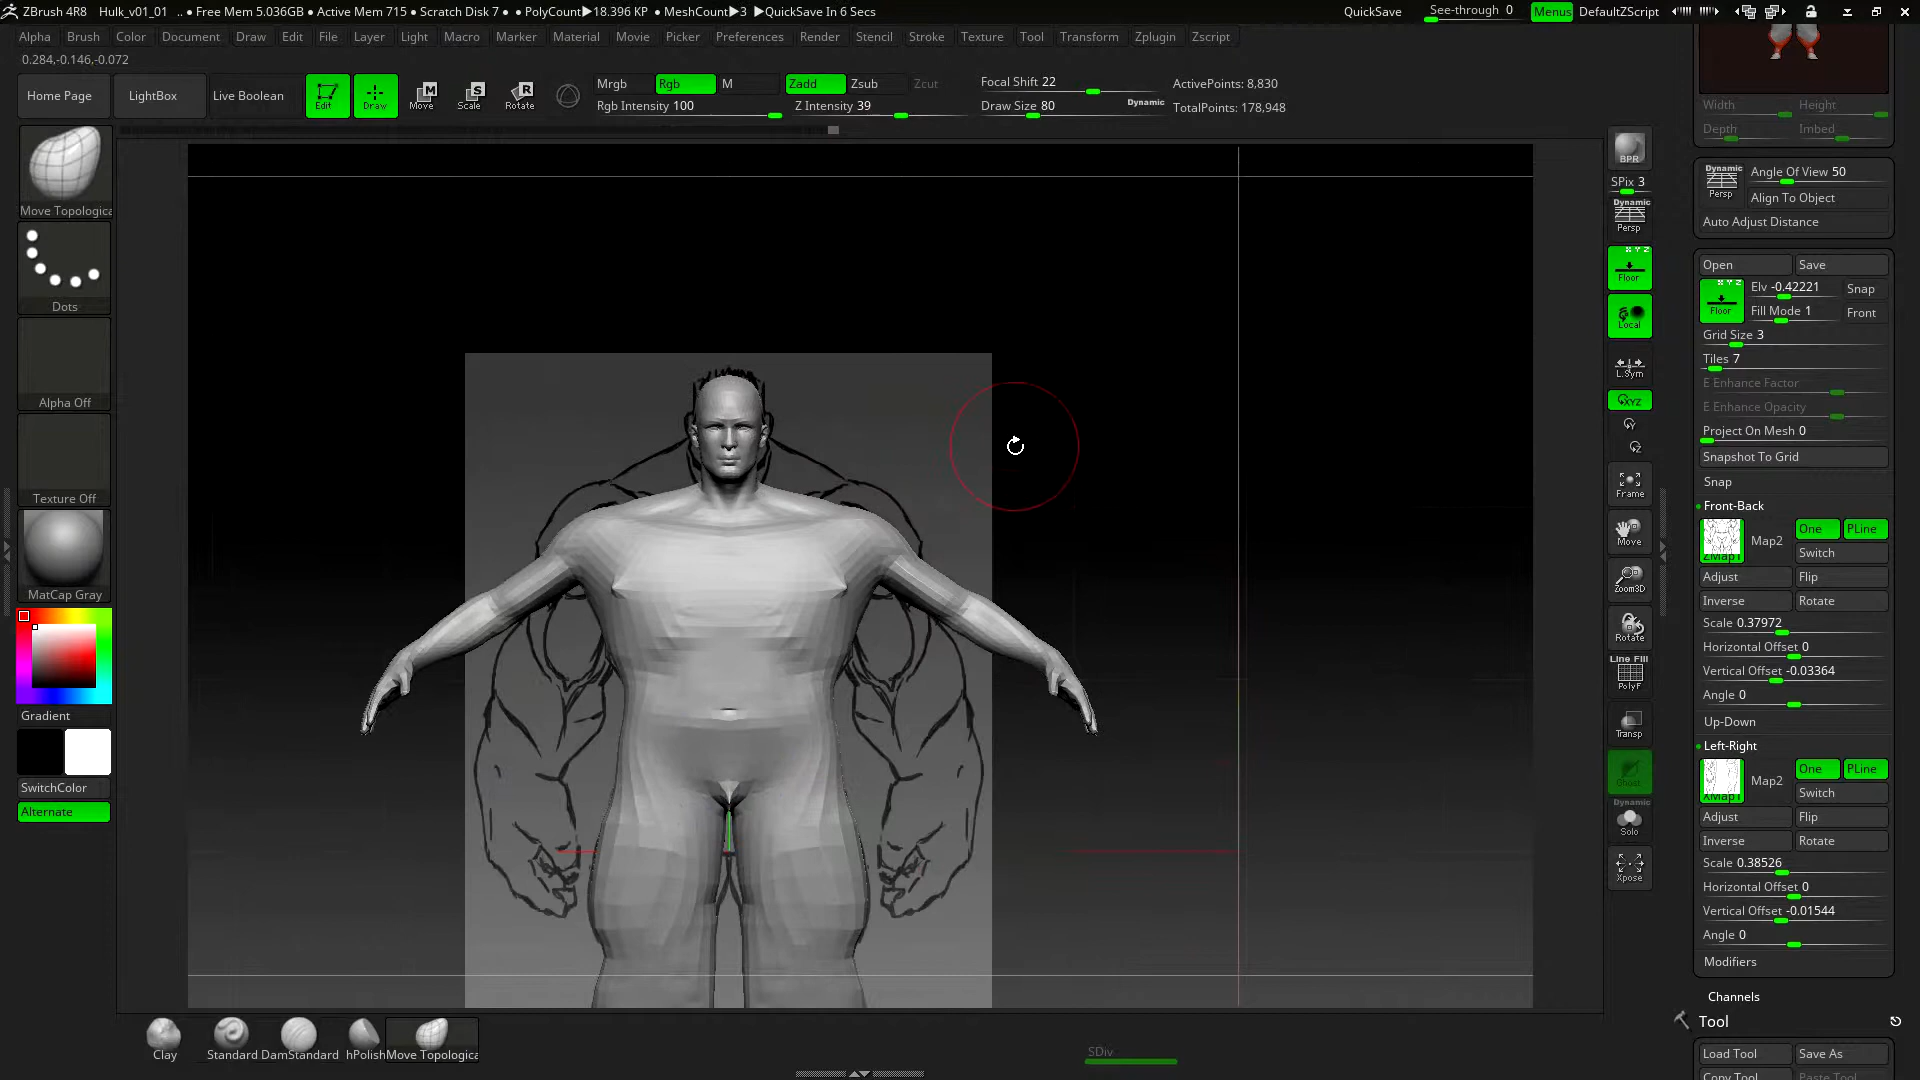 ZBrush 4R8 Hulk_v01_01 .. • Free Mem 5.036GB • Active Mem 715 • Scratch Disk 7 • • PolyCount▶18.396 KP • MeshCount▶3 ▶QuickSave In 6 Secs QuickSave See-through 0 Menus DefaultZScript
Alpha Brush Color Document Draw Edit File Layer Light Macro Marker Material Movie Picker Preferences Render Stencil Stroke Texture Tool Transform Zplugin Zscript
0.284,-0.146,-0.072
Home Page LightBox Live Boolean Edit Draw Move Scale Rotate
Mrgb Rgb M Zadd Zsub Zcut Focal Shift 22 ActivePoints: 8,830
Rgb Intensity 100 Z Intensity 39 Draw Size 80 Dynamic TotalPoints: 178,948
Move Topologica
Dots
Alpha Off
Texture Off
MatCap Gray
Gradient
SwitchColor
Alternate
BPR
SPix 3
Dynamic
Persp
X Y Z
Floor
Local
L.Sym
XYZ
Y
Frame
Move
Zoom3D
Rotate
Line Fill
PolyF
Transp
Ghost
Dynamic
Solo
Xpose
Width Height
Depth Imbed
Dynamic
Persp
Angle Of View 50
Align To Object
Auto Adjust Distance
Open Save
X Y Z
Floor
Elv -0.42221 Snap
Fill Mode 1 Front
Grid Size 3
Tiles 7
E Enhance Factor
E Enhance Opacity
Project On Mesh 0
Snapshot To Grid
Snap
Front-Back
ZMap1 Map2 One PLine
Switch
Adjust Flip
Inverse Rotate
Scale 0.37972
Horizontal Offset 0
Vertical Offset -0.03364
Angle 0
Up-Down
Left-Right
XMap1 Map2 One PLine
Switch
Adjust Flip
Inverse Rotate
Scale 0.38526
Horizontal Offset 0
Vertical Offset -0.01544
Angle 0
Modifiers
Channels
Tool
Load Tool Save As
Copy Tool Paste Tool
Clay Standard DamStandard hPolish Move Topologica
SDiv